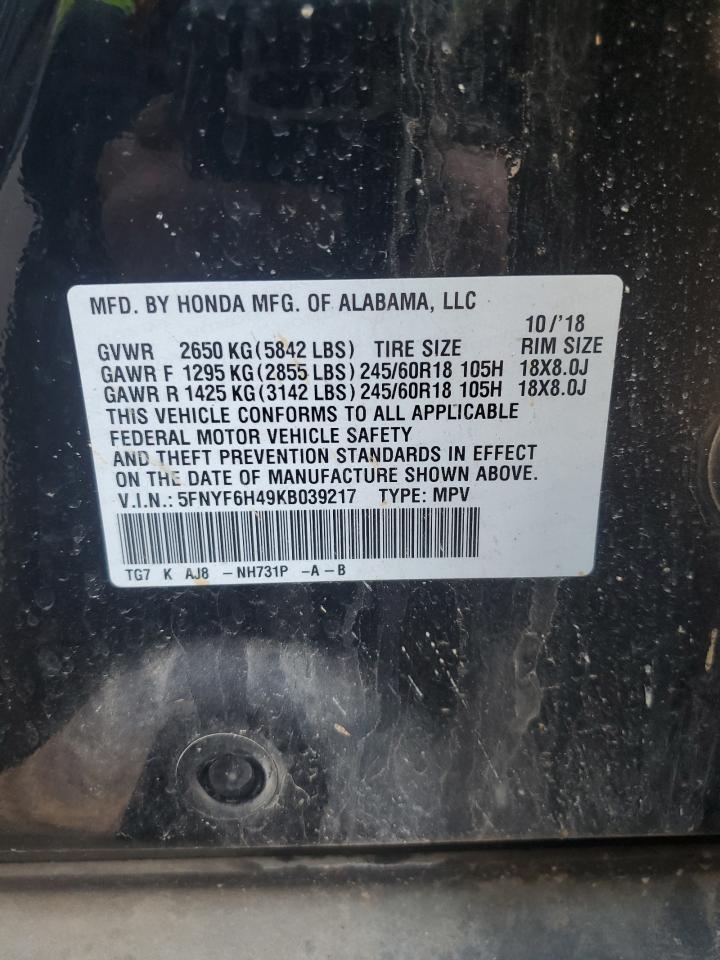 MFD. BY HONDA MFG. OF ALABAMA, LLC
10/'18
GVWR 2650 KG(5842 LBS) TIRE SIZE RIM SIZE
GAWR F 1295 KG(2855 LBS) 245/60R18 105H 18X8.0J
GAWR R 1425 KG(3142 LBS) 245/60R18 105H 18X8.0J
THIS VEHICLE CONFORMS TO ALL APPLICABLE
FEDERAL MOTOR VEHICLE SAFETY
AND THEFT PREVENTION STANDARDS IN EFFECT
ON THE DATE OF MANUFACTURE SHOWN ABOVE.
V.I.N.: 5FNYF6H49KB039217 TYPE: MPV
TG7 K AJ8 -NH731P -A-B